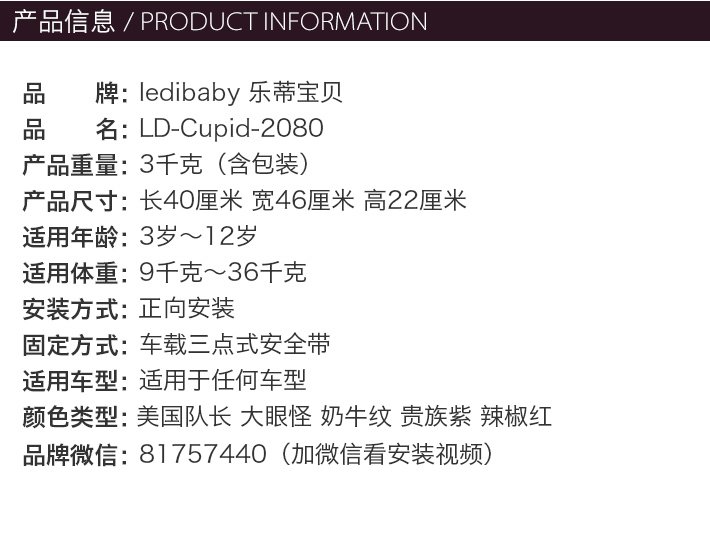 产品信息 / PRODUCT INFORMATION
品 牌：ledibaby 乐蒂宝贝
品 名：LD-Cupid-2080
产品重量：3千克（含包装）
产品尺寸：长40厘米 宽46厘米 高22厘米
适用年龄：3岁～12岁
适用体重：9千克～36千克
安装方式：正向安装
固定方式：车载三点式安全带
适用车型：适用于任何车型
颜色类型：美国队长 大眼怪 奶牛纹 贵族紫 辣椒红
品牌微信：81757440（加微信看安装视频）